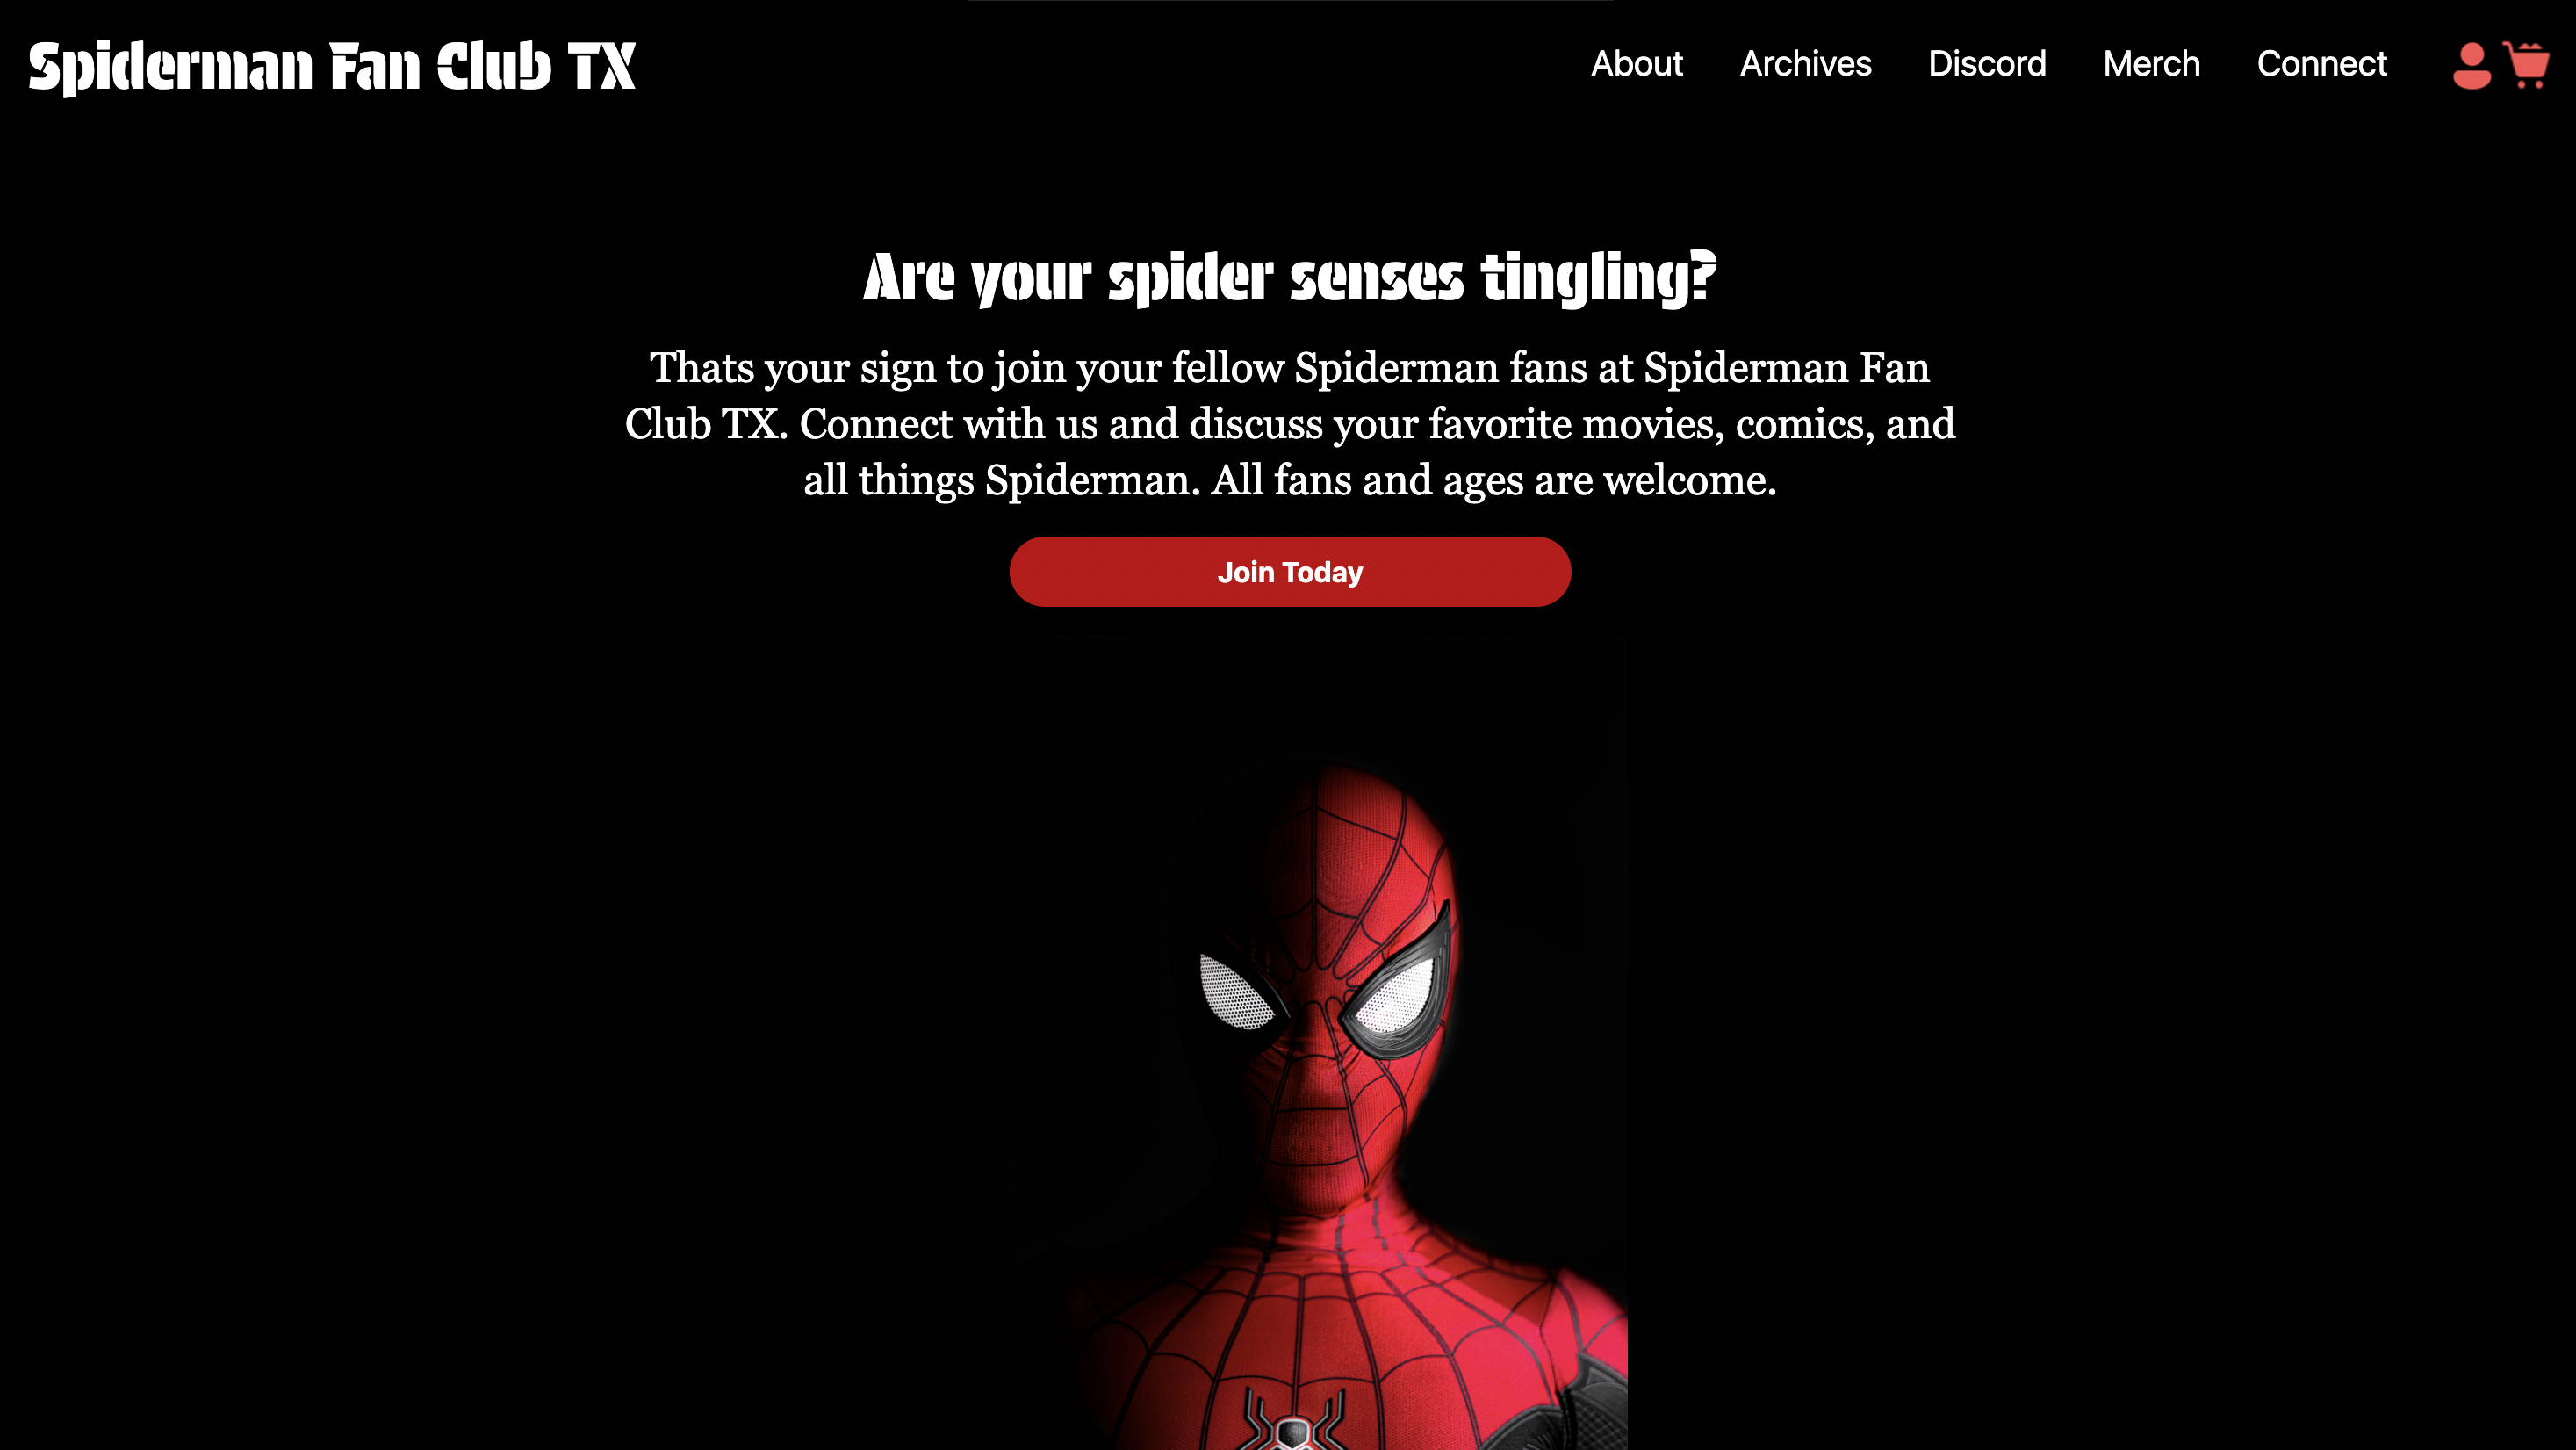 Spiderman Fan Club TX
About Archives Discord Merch Connect
Are your spider senses tingling?
Thats your sign to join your fellow Spiderman fans at Spiderman Fan
Club TX. Connect with us and discuss your favorite movies, comics, and
all things Spiderman. All fans and ages are welcome.
Join Today